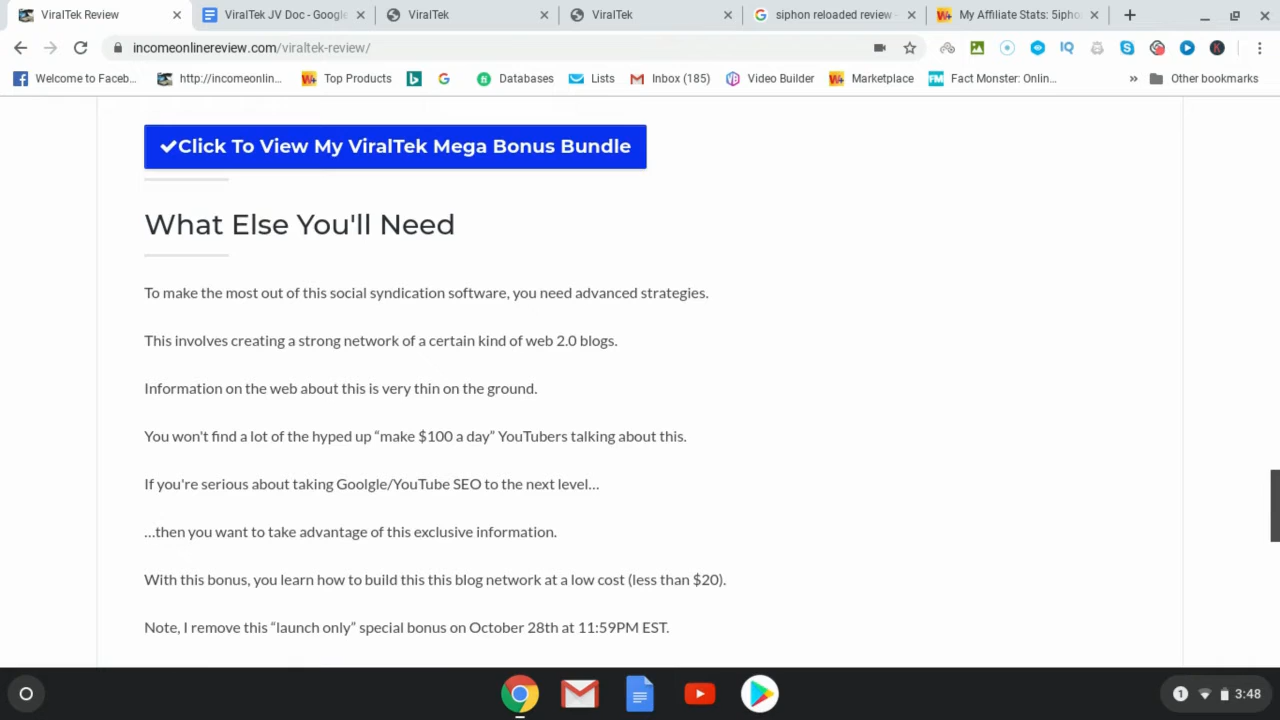 ViralTek Review
ViralTek JV Doc - Google
ViralTek
ViralTek
siphon reloaded review -
My Affiliate Stats: 5ipho
incomeonlinereview.com/viraltek-review/
Welcome to Faceb...
http://incomeonlin...
Top Products
Databases
Lists
Inbox (185)
Video Builder
Marketplace
Fact Monster: Onlin...
»
Other bookmarks
Click To View My ViralTek Mega Bonus Bundle
What Else You'll Need
To make the most out of this social syndication software, you need advanced strategies.
This involves creating a strong network of a certain kind of web 2.0 blogs.
Information on the web about this is very thin on the ground.
You won't find a lot of the hyped up “make $100 a day” YouTubers talking about this.
If you're serious about taking Goolgle/YouTube SEO to the next level…
…then you want to take advantage of this exclusive information.
With this bonus, you learn how to build this this blog network at a low cost (less than $20).
Note, I remove this “launch only” special bonus on October 28th at 11:59PM EST.
1
3:48